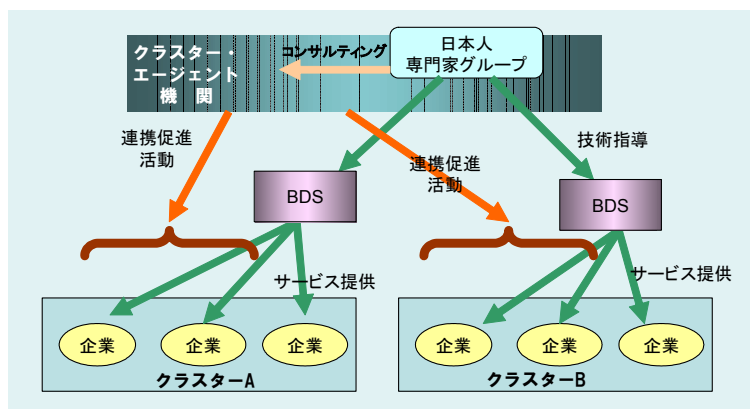 クラスター・
エージェント
機　関
コンサルティング
日本人
専門家グループ
連携促進
活動
連携促進
活動
技術指導
BDS
BDS
サービス提供
サービス提供
企業
企業
企業
クラスターA
企業
企業
企業
クラスターB